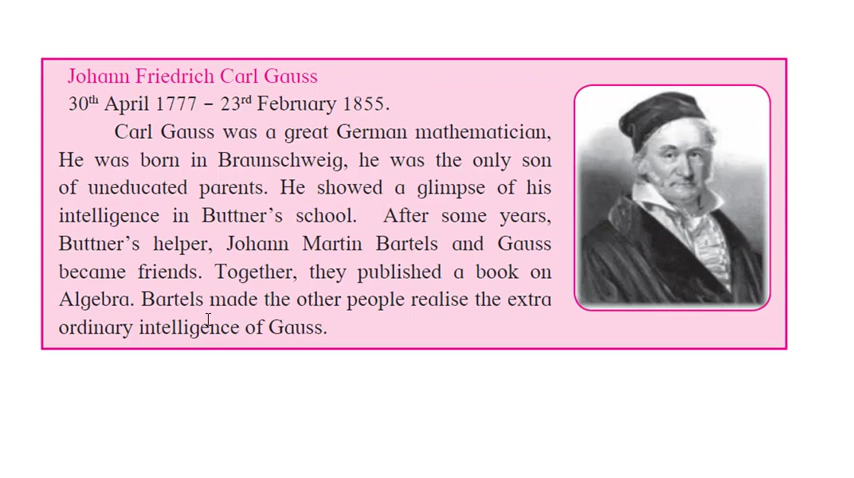 Johann Friedrich Carl Gauss
30th April 1777 – 23rd February 1855.
Carl Gauss was a great German mathematician,
He was born in Braunschweig, he was the only son
of uneducated parents. He showed a glimpse of his
intelligence in Buttner's school. After some years,
Buttner's helper, Johann Martin Bartels and Gauss
became friends. Together, they published a book on
Algebra. Bartels made the other people realise the extra
ordinary intelligence of Gauss.